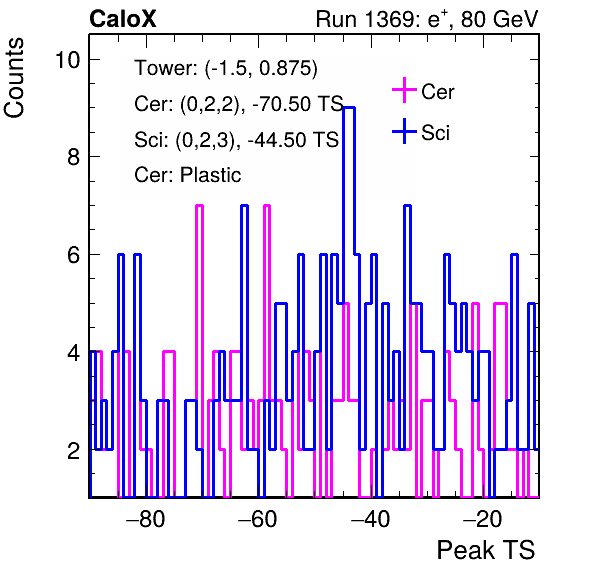 CaloX Run 1369: e+, 80 GeV
Counts
Tower: (-1.5, 0.875)
Cer: (0,2,2), -70.50 TS
Sci: (0,2,3), -44.50 TS
Cer: Plastic
Cer
Sci
10
8
6
4
2
−80 −60 −40 −20
Peak TS